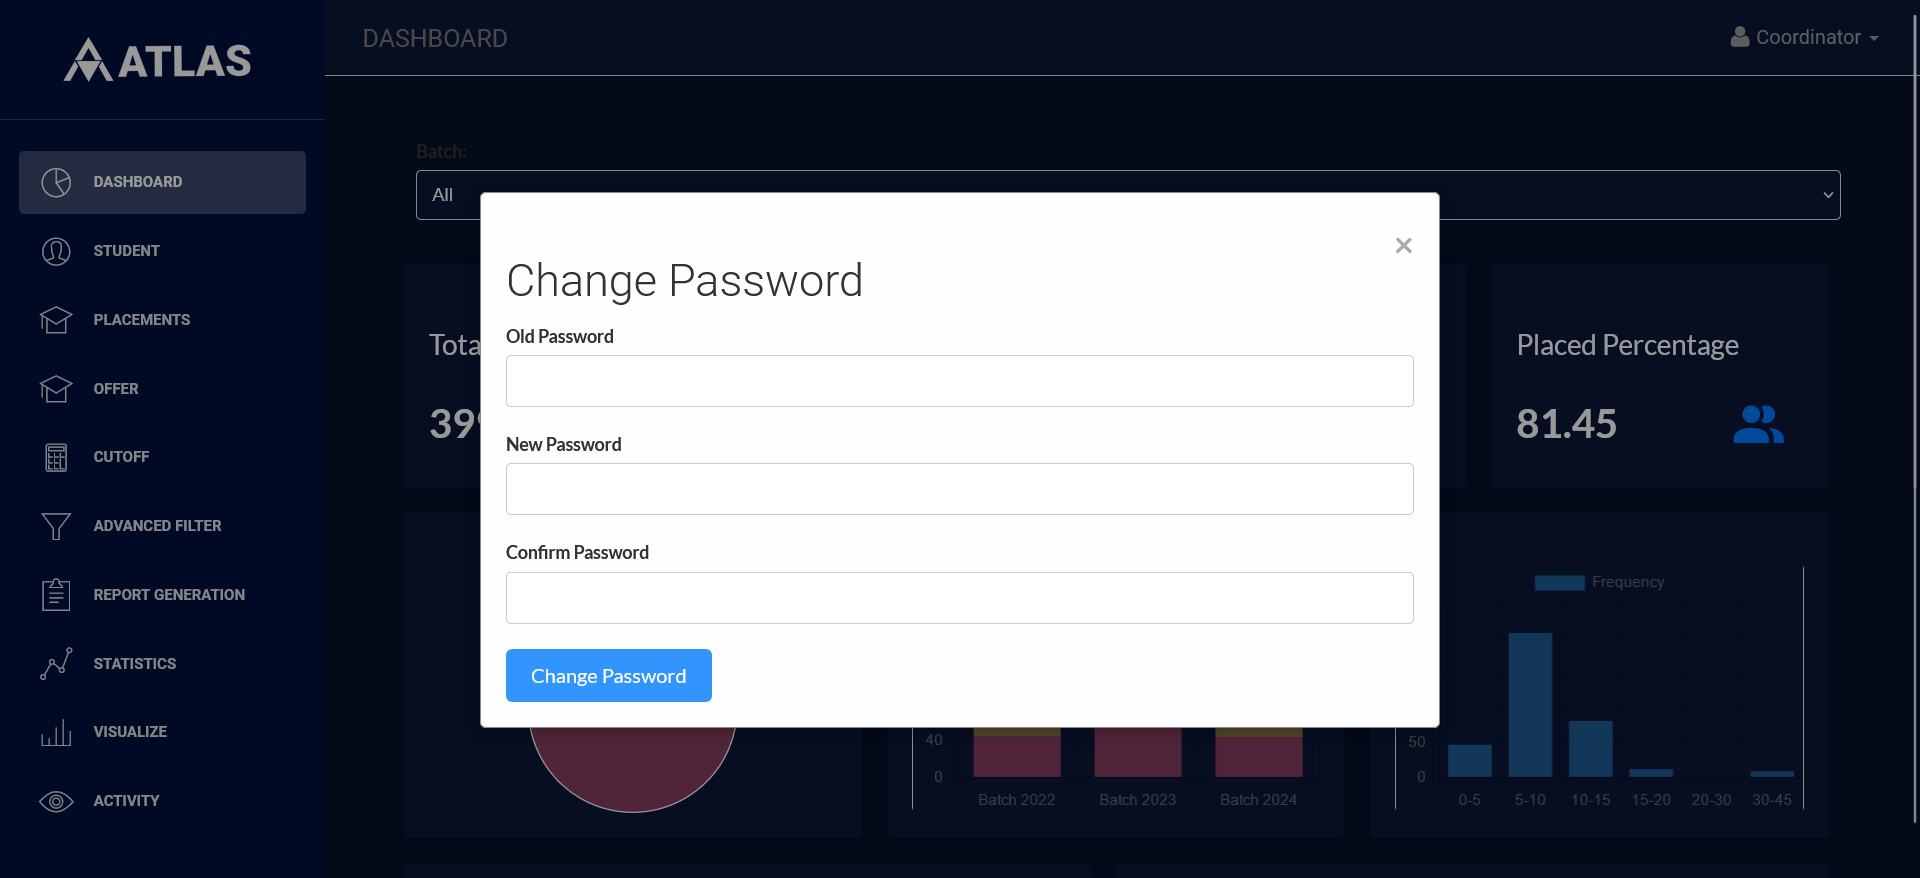 ATLAS
DASHBOARD
Coordinator
DASHBOARD
STUDENT
PLACEMENTS
OFFER
CUTOFF
ADVANCED FILTER
REPORT GENERATION
STATISTICS
VISUALIZE
ACTIVITY
Batch:
All
×
Change Password
Old Password
New Password
Confirm Password
Change Password
Placed Percentage
81.45
40
0
Batch 2022 Batch 2023 Batch 2024
Frequency
50
0
0-5 5-10 10-15 15-20 20-30 30-45